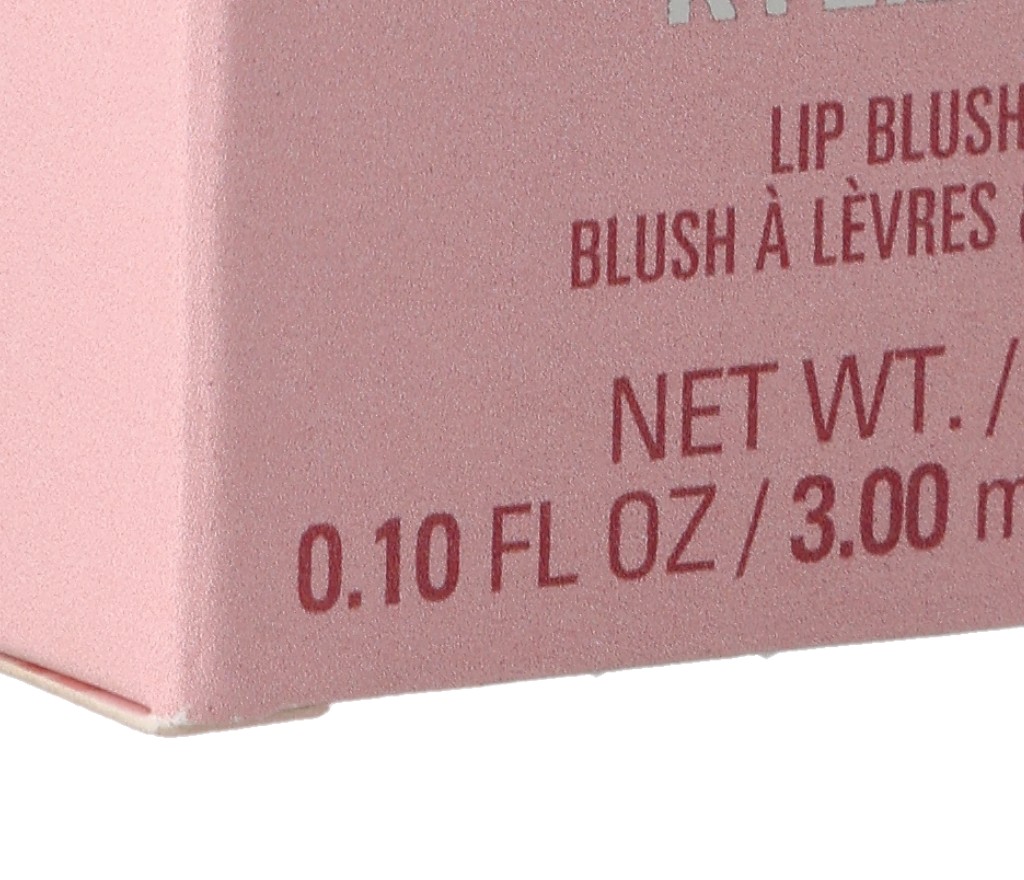 LIP BLUSH
BLUSH À LÈVRES
NET WT. /
0.10 FL OZ / 3.00